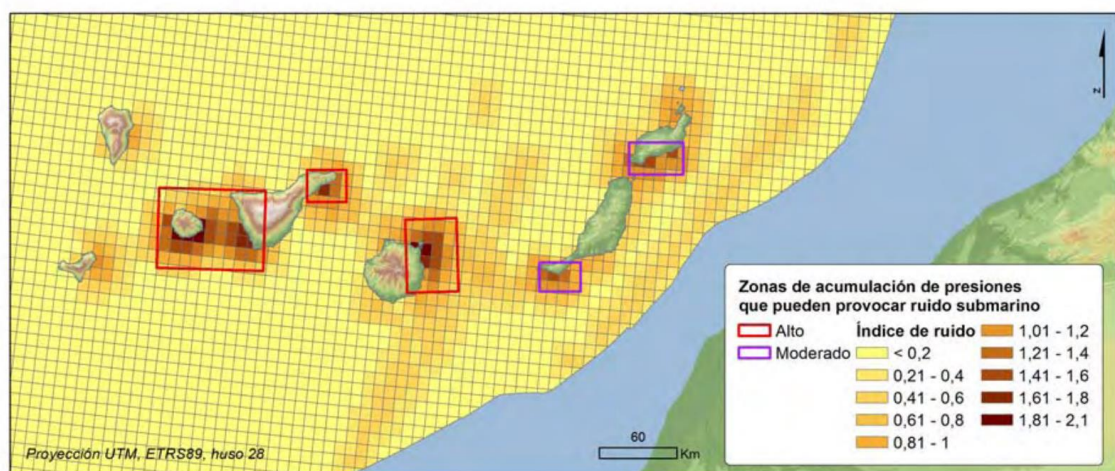 N
Zonas de acumulación de presiones
que pueden provocar ruido submarino
Alto
Moderado
Índice de ruido
< 0,2
0,21 - 0,4
0,41 - 0,6
0,61 - 0,8
0,81 - 1
1,01 - 1,2
1,21 - 1,4
1,41 - 1,6
1,61 - 1,8
1,81 - 2,1
60
Km
Proyección UTM, ETRS89, huso 28